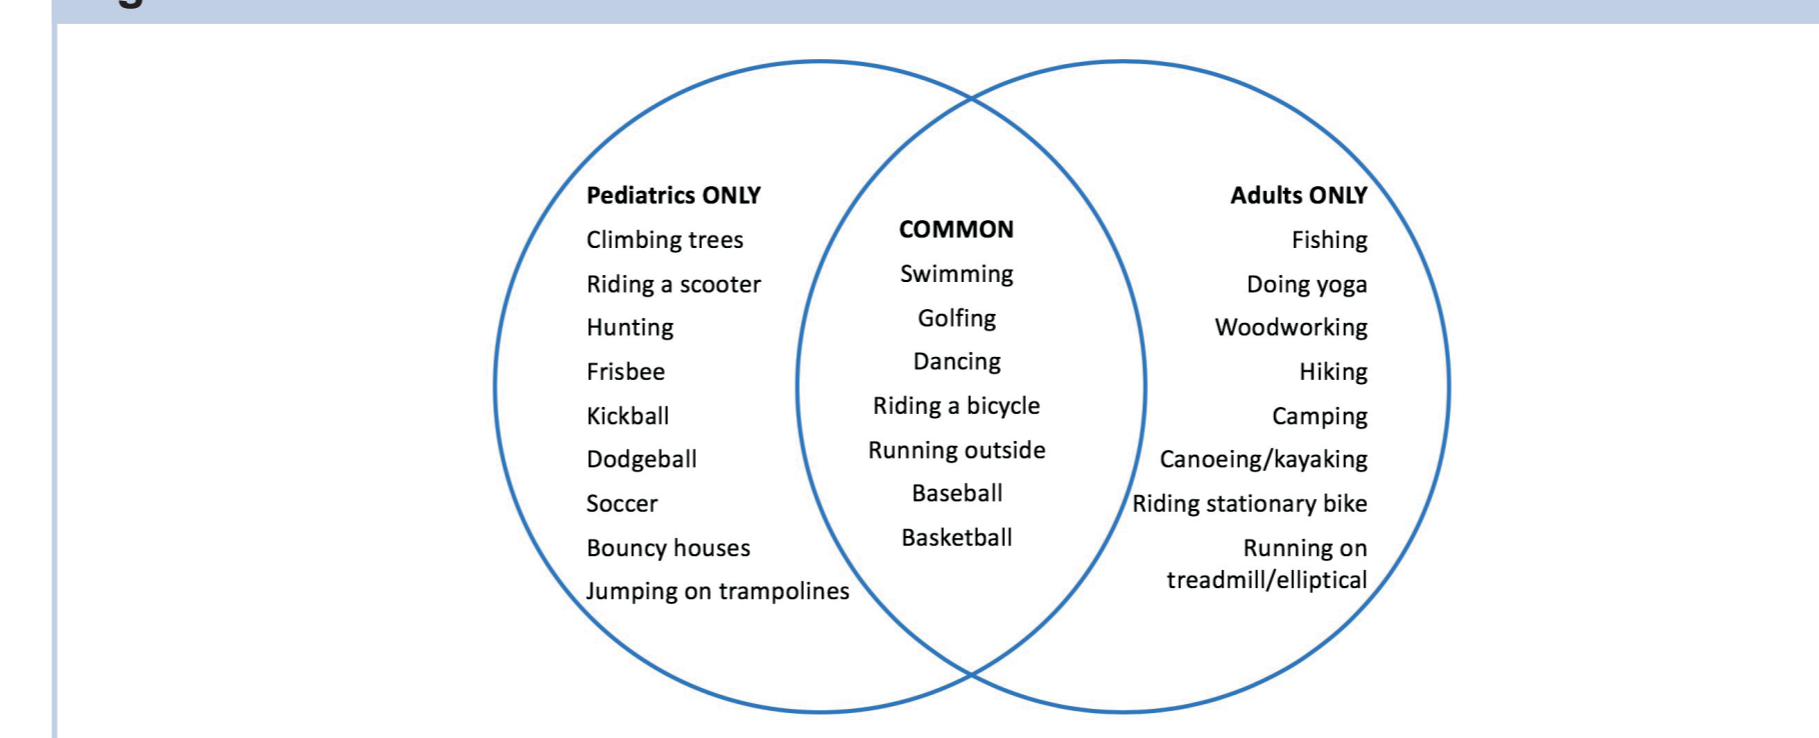 Pediatrics ONLY
Climbing trees
Riding a scooter
Hunting
Frisbee
Kickball
Dodgeball
Soccer
Bouncy houses
Jumping on trampolines
COMMON
Swimming
Golfing
Dancing
Riding a bicycle
Running outside
Baseball
Basketball
Adults ONLY
Fishing
Doing yoga
Woodworking
Hiking
Camping
Canoeing/kayaking
Riding stationary bike
Running on
treadmill/elliptical